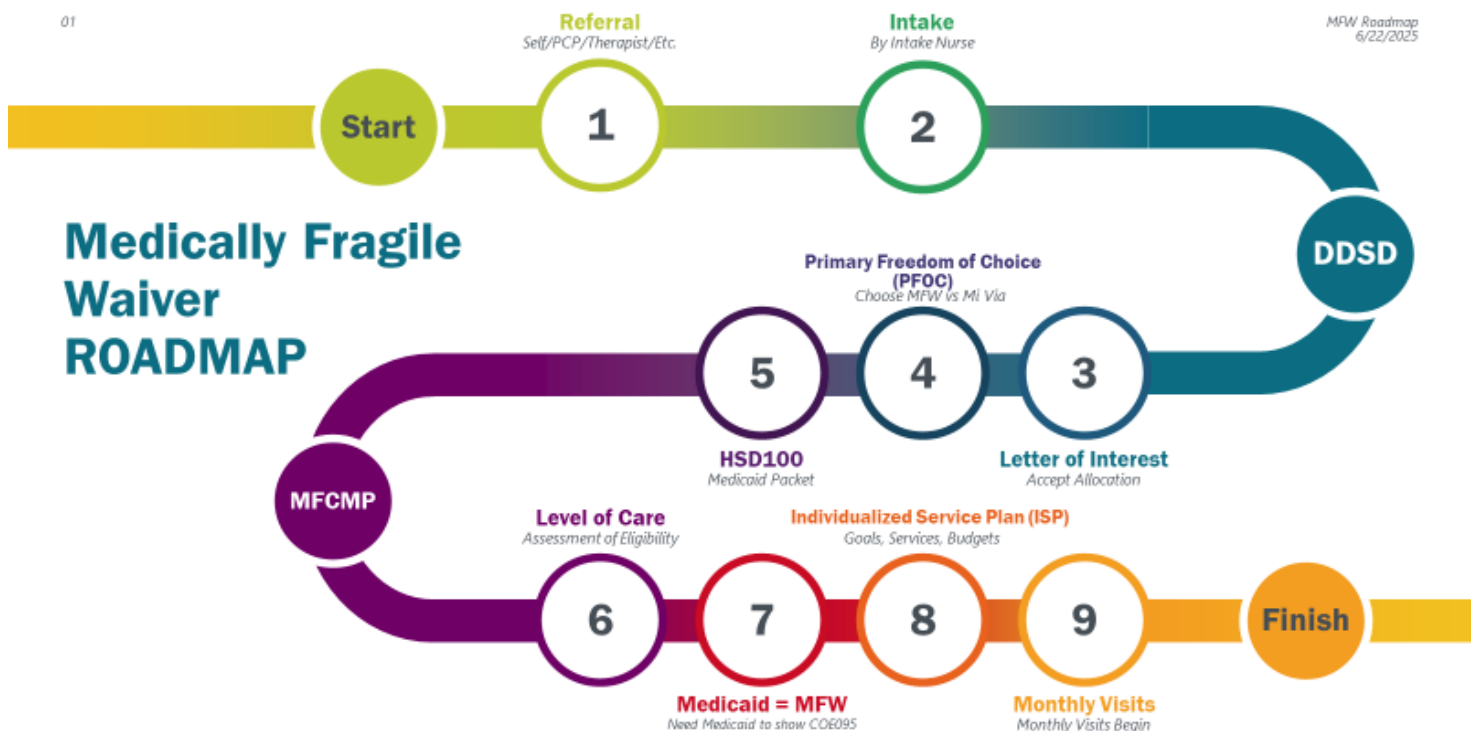 01
MFW Roadmap
6/22/2025
Referral
Self/PCP/Therapist/Etc.
Intake
By Intake Nurse
Start
1
2
Medically Fragile
Waiver
ROADMAP
DDSD
Primary Freedom of Choice
(PFOC)
Choose MFW vs Mi Via
5
4
3
HSD100
Medicaid Packet
Letter of Interest
Accept Allocation
MFCMP
Level of Care
Assessment of Eligibility
Individualized Service Plan (ISP)
Goals, Services, Budgets
6
7
8
9
Finish
Medicaid = MFW
Need Medicaid to show COE095
Monthly Visits
Monthly Visits Begin